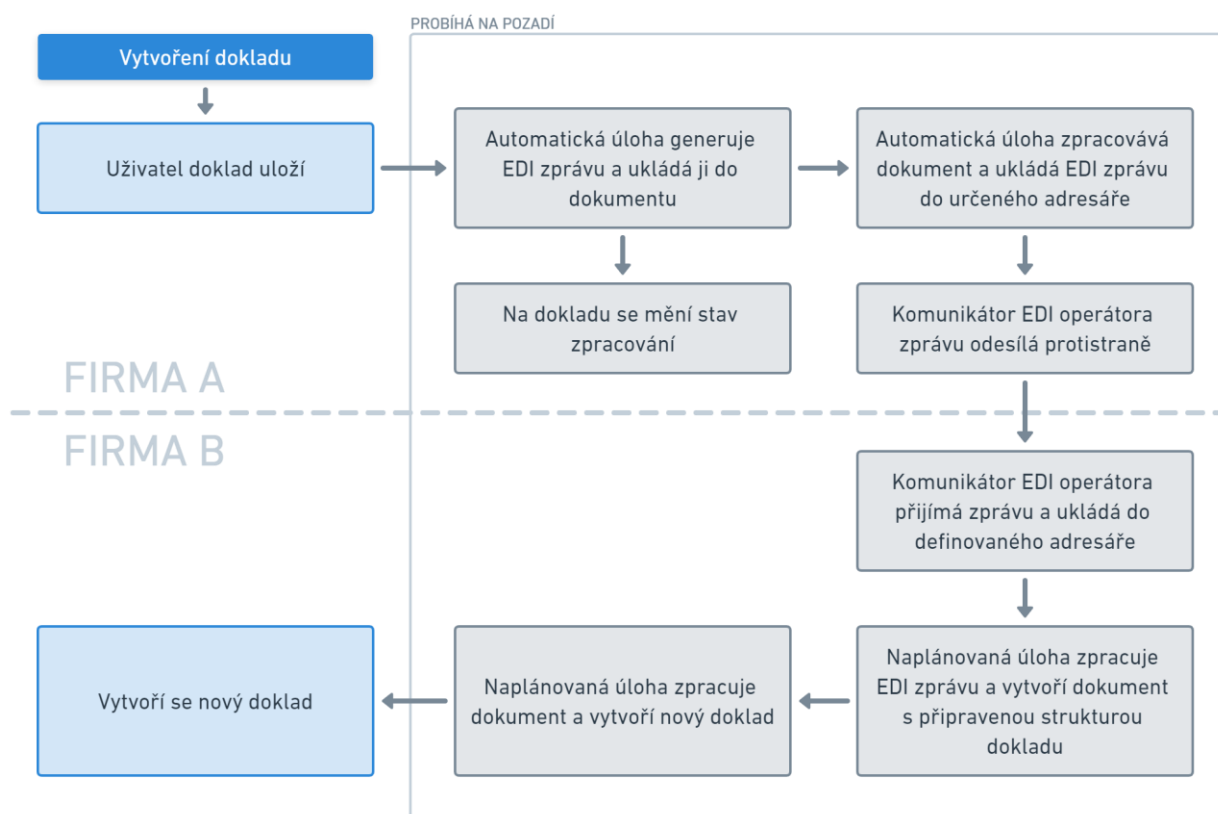 PROBÍHÁ NA POZADÍ
Vytvoření dokladu
Uživatel doklad uloží
Automatická úloha generuje
EDI zprávu a ukládá ji do
dokumentu
Automatická úloha zpracovává
dokument a ukládá EDI zprávu
do určeného adresáře
Na dokladu se mění stav
zpracování
Komunikátor EDI operátora
zprávu odesílá protistraně
FIRMA A
FIRMA B
Komunikátor EDI operátora
přijímá zprávu a ukládá do
definovaného adresáře
Naplánovaná úloha zpracuje
EDI zprávu a vytvoří dokument
s připravenou strukturou
dokladu
Naplánovaná úloha zpracuje
dokument a vytvoří nový doklad
Vytvoří se nový doklad